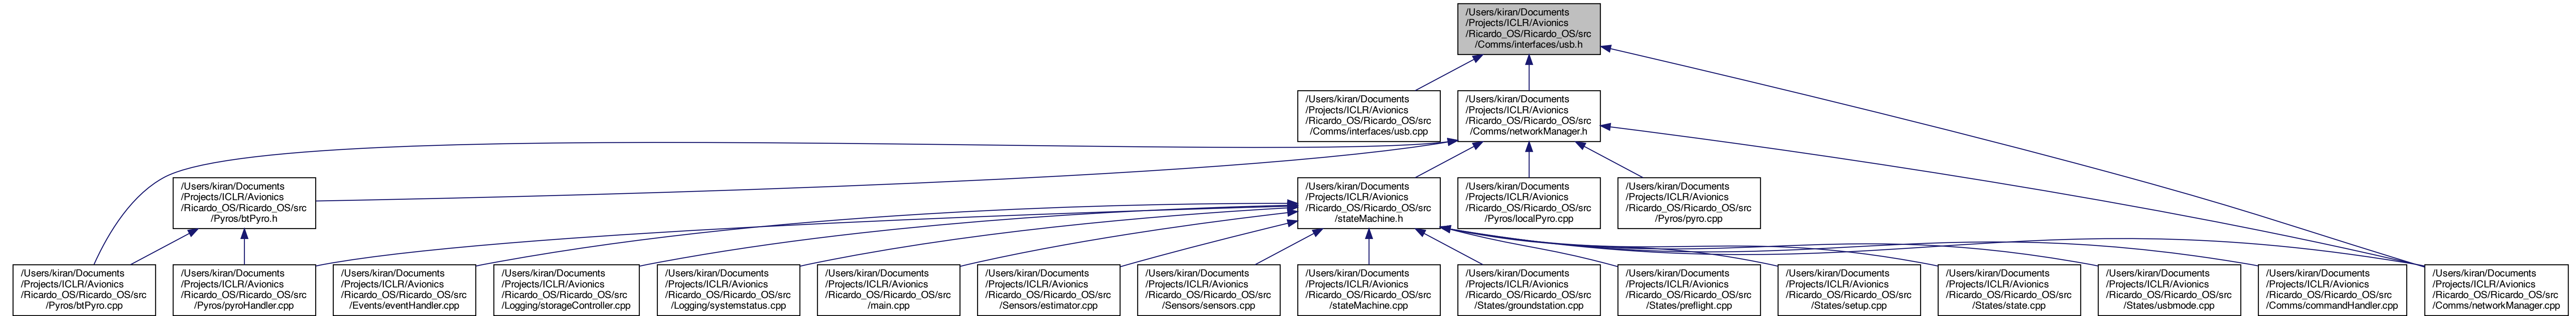 /Users/kiran/Documents
/Projects/ICLR/Avionics
/Ricardo_OS/Ricardo_OS/src
/Comms/interfaces/usb.h
/Users/kiran/Documents
/Projects/ICLR/Avionics
/Ricardo_OS/Ricardo_OS/src
/Comms/interfaces/usb.cpp
/Users/kiran/Documents
/Projects/ICLR/Avionics
/Ricardo_OS/Ricardo_OS/src
/Comms/networkManager.h
/Users/kiran/Documents
/Projects/ICLR/Avionics
/Ricardo_OS/Ricardo_OS/src
/Pyros/btPyro.h
/Users/kiran/Documents
/Projects/ICLR/Avionics
/Ricardo_OS/Ricardo_OS/src
/stateMachine.h
/Users/kiran/Documents
/Projects/ICLR/Avionics
/Ricardo_OS/Ricardo_OS/src
/Pyros/localPyro.cpp
/Users/kiran/Documents
/Projects/ICLR/Avionics
/Ricardo_OS/Ricardo_OS/src
/Pyros/pyro.cpp
/Users/kiran/Documents
/Projects/ICLR/Avionics
/Ricardo_OS/Ricardo_OS/src
/Pyros/btPyro.cpp
/Users/kiran/Documents
/Projects/ICLR/Avionics
/Ricardo_OS/Ricardo_OS/src
/Pyros/pyroHandler.cpp
/Users/kiran/Documents
/Projects/ICLR/Avionics
/Ricardo_OS/Ricardo_OS/src
/Events/eventHandler.cpp
/Users/kiran/Documents
/Projects/ICLR/Avionics
/Ricardo_OS/Ricardo_OS/src
/Logging/storageController.cpp
/Users/kiran/Documents
/Projects/ICLR/Avionics
/Ricardo_OS/Ricardo_OS/src
/Logging/systemstatus.cpp
/Users/kiran/Documents
/Projects/ICLR/Avionics
/Ricardo_OS/Ricardo_OS/src
/main.cpp
/Users/kiran/Documents
/Projects/ICLR/Avionics
/Ricardo_OS/Ricardo_OS/src
/Sensors/estimator.cpp
/Users/kiran/Documents
/Projects/ICLR/Avionics
/Ricardo_OS/Ricardo_OS/src
/Sensors/sensors.cpp
/Users/kiran/Documents
/Projects/ICLR/Avionics
/Ricardo_OS/Ricardo_OS/src
/stateMachine.cpp
/Users/kiran/Documents
/Projects/ICLR/Avionics
/Ricardo_OS/Ricardo_OS/src
/States/groundstation.cpp
/Users/kiran/Documents
/Projects/ICLR/Avionics
/Ricardo_OS/Ricardo_OS/src
/States/preflight.cpp
/Users/kiran/Documents
/Projects/ICLR/Avionics
/Ricardo_OS/Ricardo_OS/src
/States/setup.cpp
/Users/kiran/Documents
/Projects/ICLR/Avionics
/Ricardo_OS/Ricardo_OS/src
/States/state.cpp
/Users/kiran/Documents
/Projects/ICLR/Avionics
/Ricardo_OS/Ricardo_OS/src
/States/usbmode.cpp
/Users/kiran/Documents
/Projects/ICLR/Avionics
/Ricardo_OS/Ricardo_OS/src
/Comms/commandHandler.cpp
/Users/kiran/Documents
/Projects/ICLR/Avionics
/Ricardo_OS/Ricardo_OS/src
/Comms/networkManager.cpp